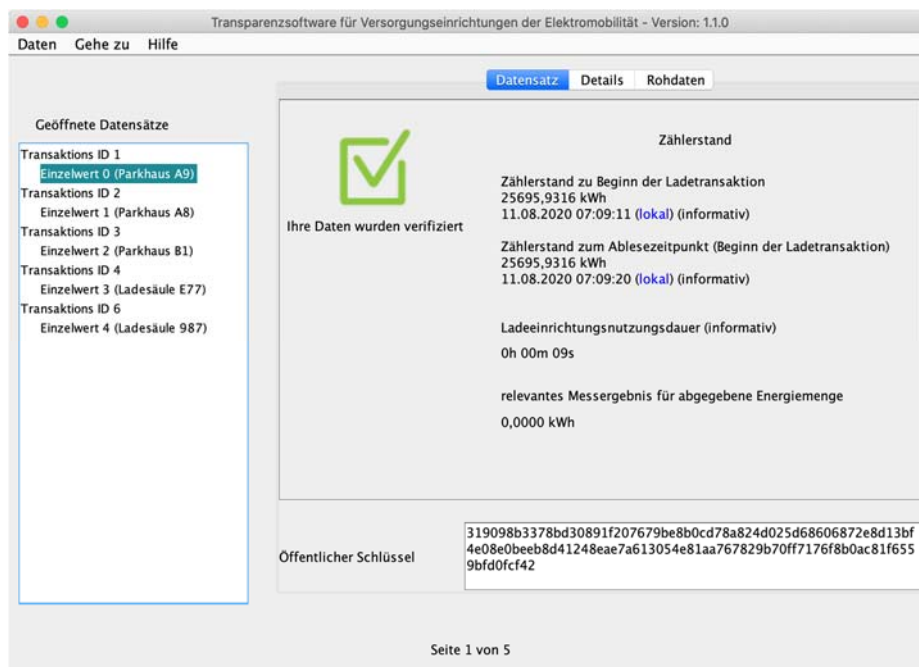 Transparenzsoftware für Versorgungseinrichtungen der Elektromobilität - Version: 1.1.0
Daten Gehe zu Hilfe
Datensatz Details Rohdaten
Geöffnete Datensätze
Transaktions ID 1
Einzelwert 0 (Parkhaus A9)
Transaktions ID 2
Einzelwert 1 (Parkhaus A8)
Transaktions ID 3
Einzelwert 2 (Parkhaus B1)
Transaktions ID 4
Einzelwert 3 (Ladesäule E77)
Transaktions ID 6
Einzelwert 4 (Ladesäule 987)
Ihre Daten wurden verifiziert
Zählerstand
Zählerstand zu Beginn der Ladetransaktion
25695,9316 kWh
11.08.2020 07:09:11 (lokal) (informativ)
Zählerstand zum Ablesezeitpunkt (Beginn der Ladetransaktion)
25695,9316 kWh
11.08.2020 07:09:20 (lokal) (informativ)
Ladeeinrichtungsnutzungsdauer (informativ)
0h 00m 09s
relevantes Messergebnis für abgegebene Energiemenge
0,0000 kWh
Öffentlicher Schlüssel
319098b3378bd30891f207679be8b0cd78a824d025d68606872e8d13bf
4e08e0beeb8d41248eae7a613054e81aa767829b70ff7176f8b0ac81f655
9bfd0fcf42
Seite 1 von 5